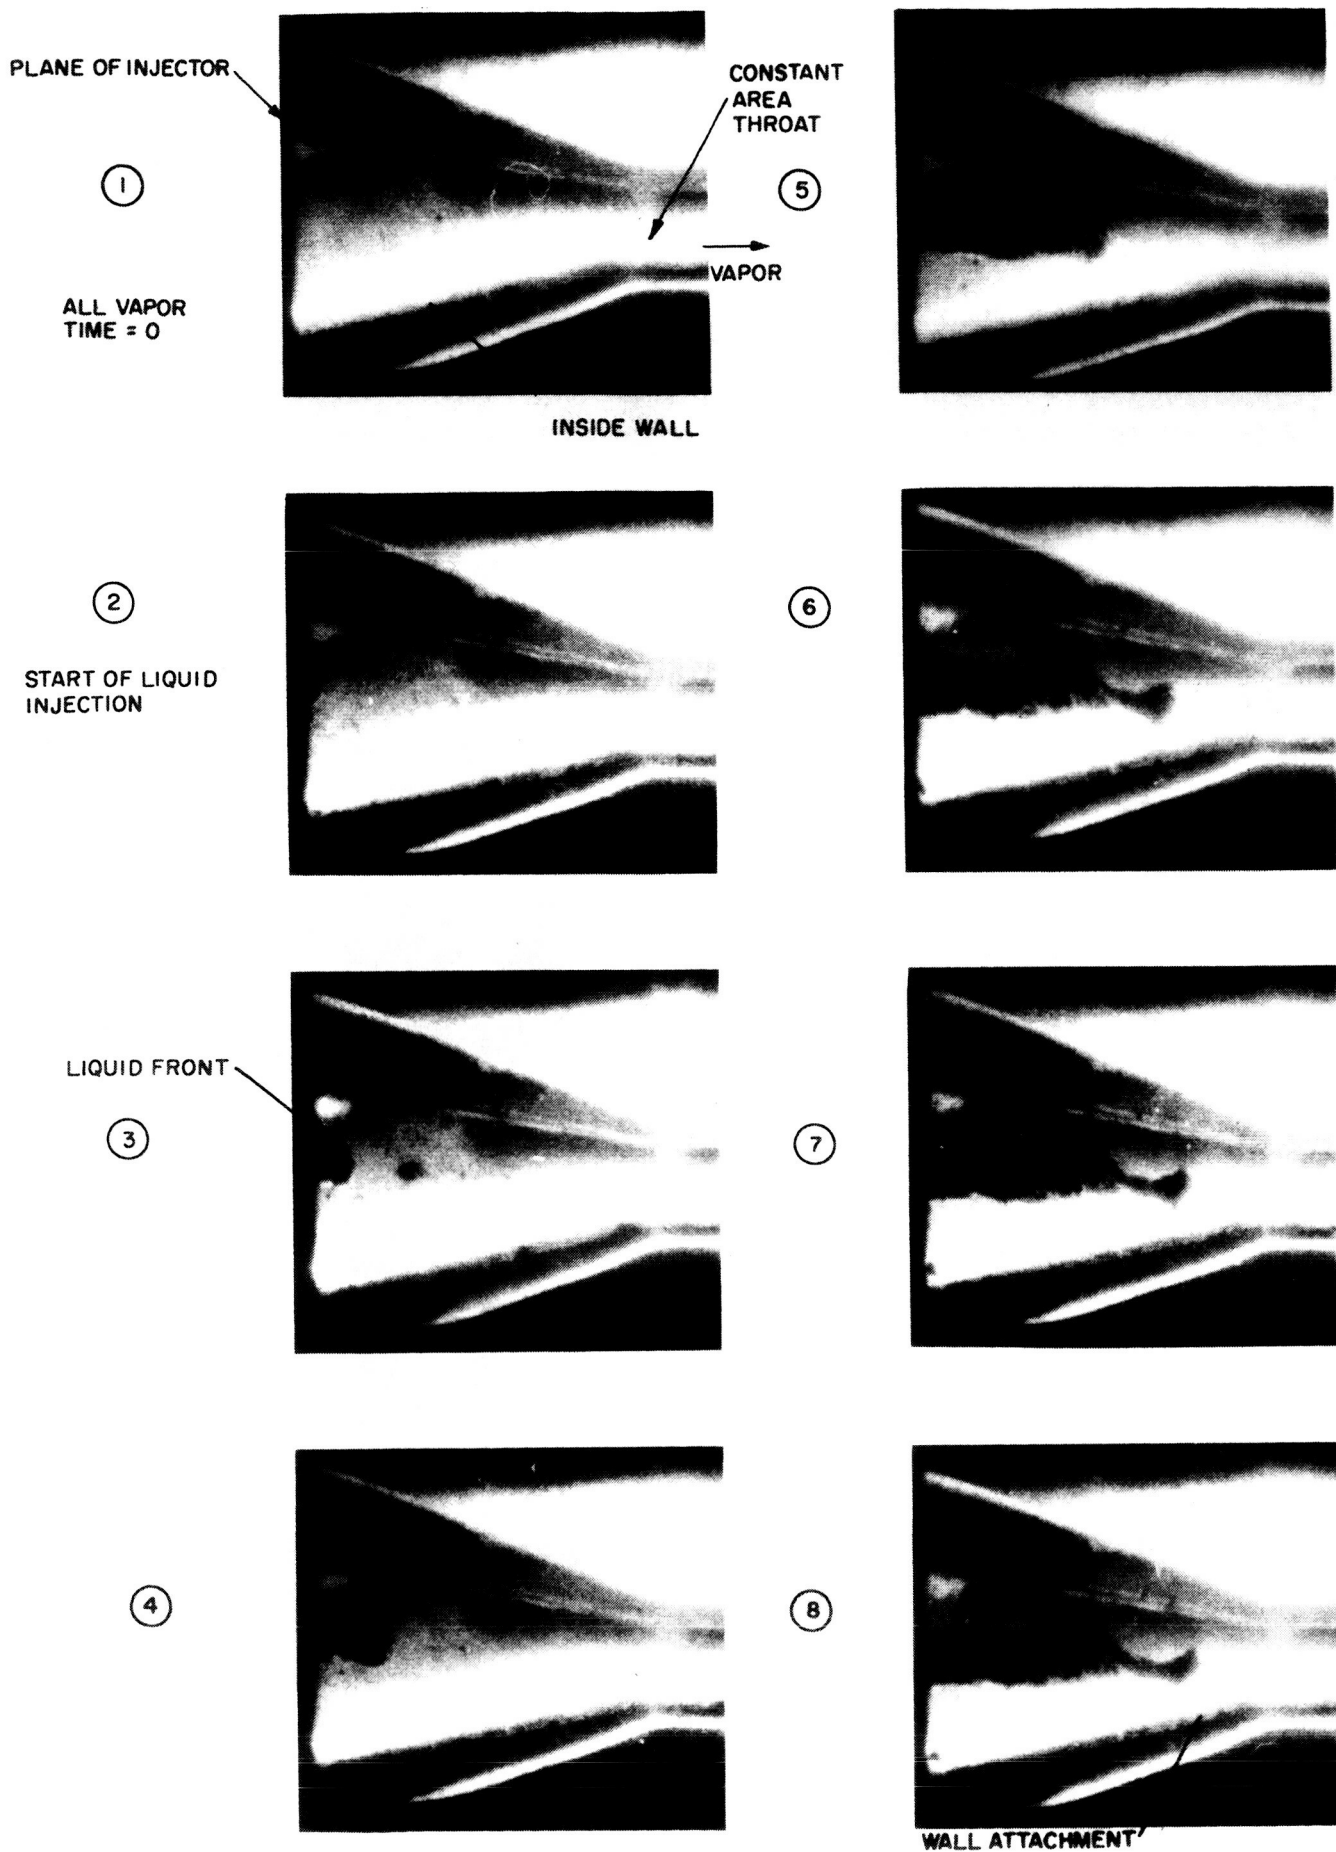 PLANE OF INJECTOR
CONSTANT
AREA
THROAT
1
VAPOR
ALL VAPOR
TIME = 0
INSIDE WALL
2
START OF LIQUID
INJECTION
LIQUID FRONT
3
4
5
6
7
8
WALL ATTACHMENT